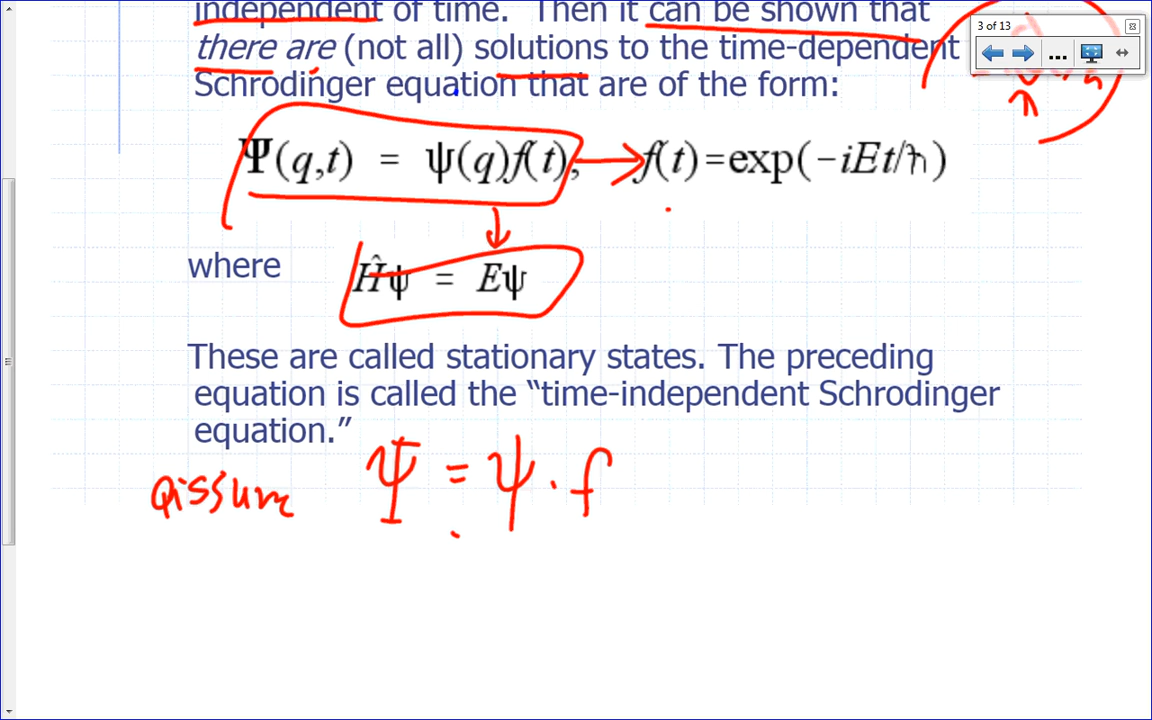 independent of time. Then it can be shown that
there are (not all) solutions to the time-dependent
Schrodinger equation that are of the form:
3 of 13
...
Ψ(q,t) = ψ(q)f(t), → f(t)=exp(−iEt/ħ)
where
Ĥψ = Eψ
These are called stationary states. The preceding
equation is called the “time-independent Schrodinger
equation.”
assum Ψ = ψ · f